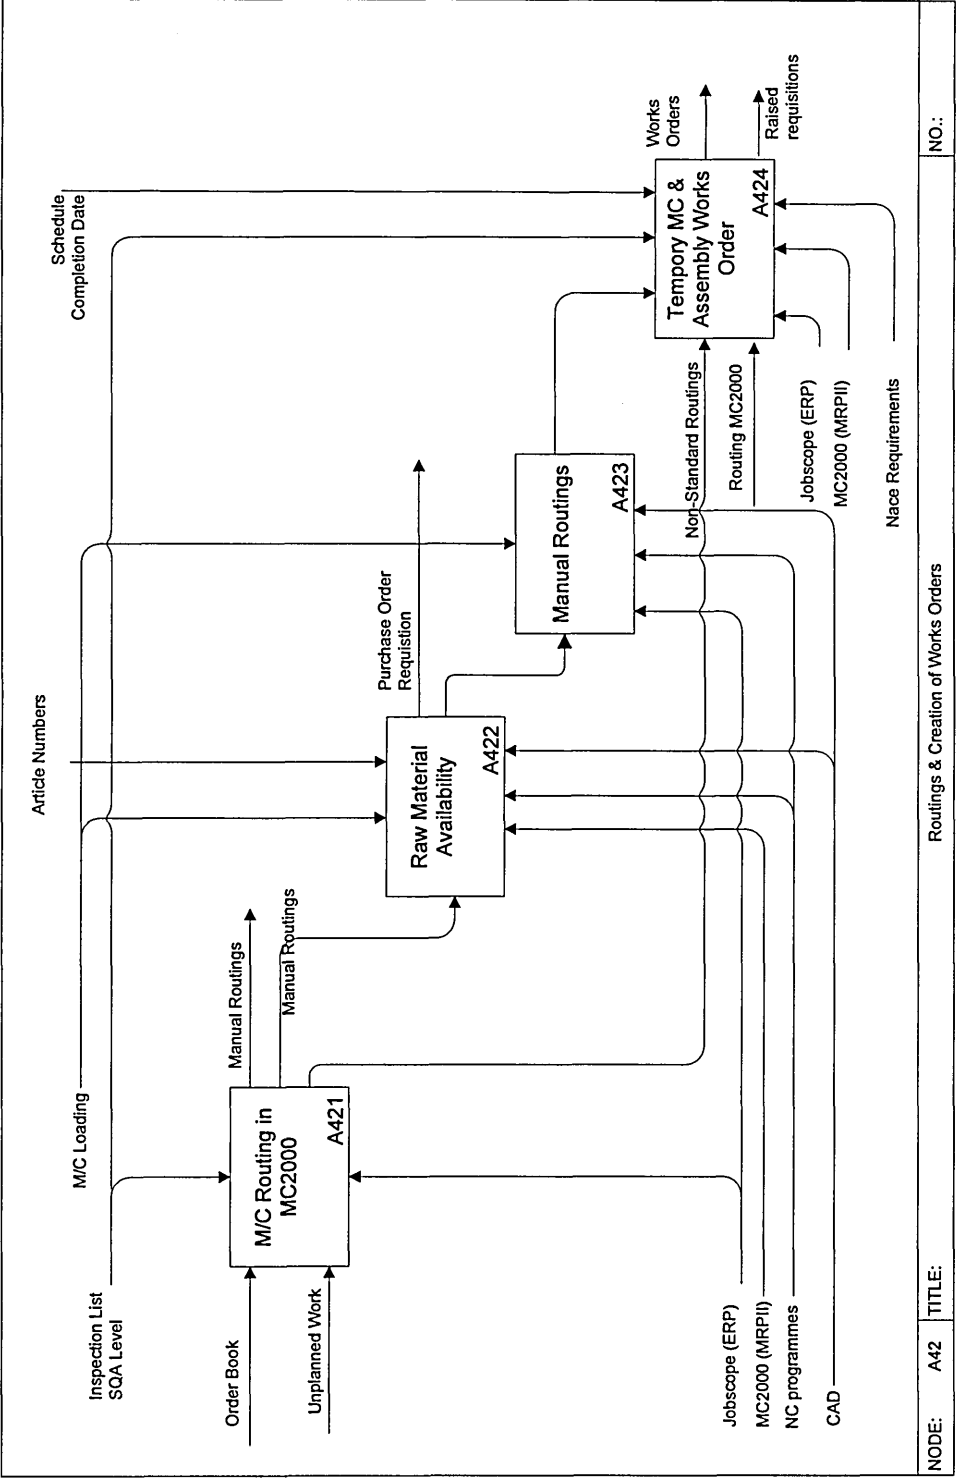 Inspection List
SQA Level
M/C Loading
Article Numbers
Schedule
Completion Date
Order Book
Unplanned Work
M/C Routing in
MC2000
A421
Manual Routings
Manual Routings
Raw Material
Availability
A422
Purchase Order
Requistion
Manual Routings
A423
Non-Standard Routings
Routing MC2000
Tempory MC &
Assembly Works
Order
A424
Works
Orders
Raised
requisitions
Jobscope (ERP)
MC2000 (MRPII)
NC programmes
CAD
Jobscope (ERP)
MC2000 (MRPII)
Nace Requirements
NODE: A42 TITLE: Routings & Creation of Works Orders NO.: